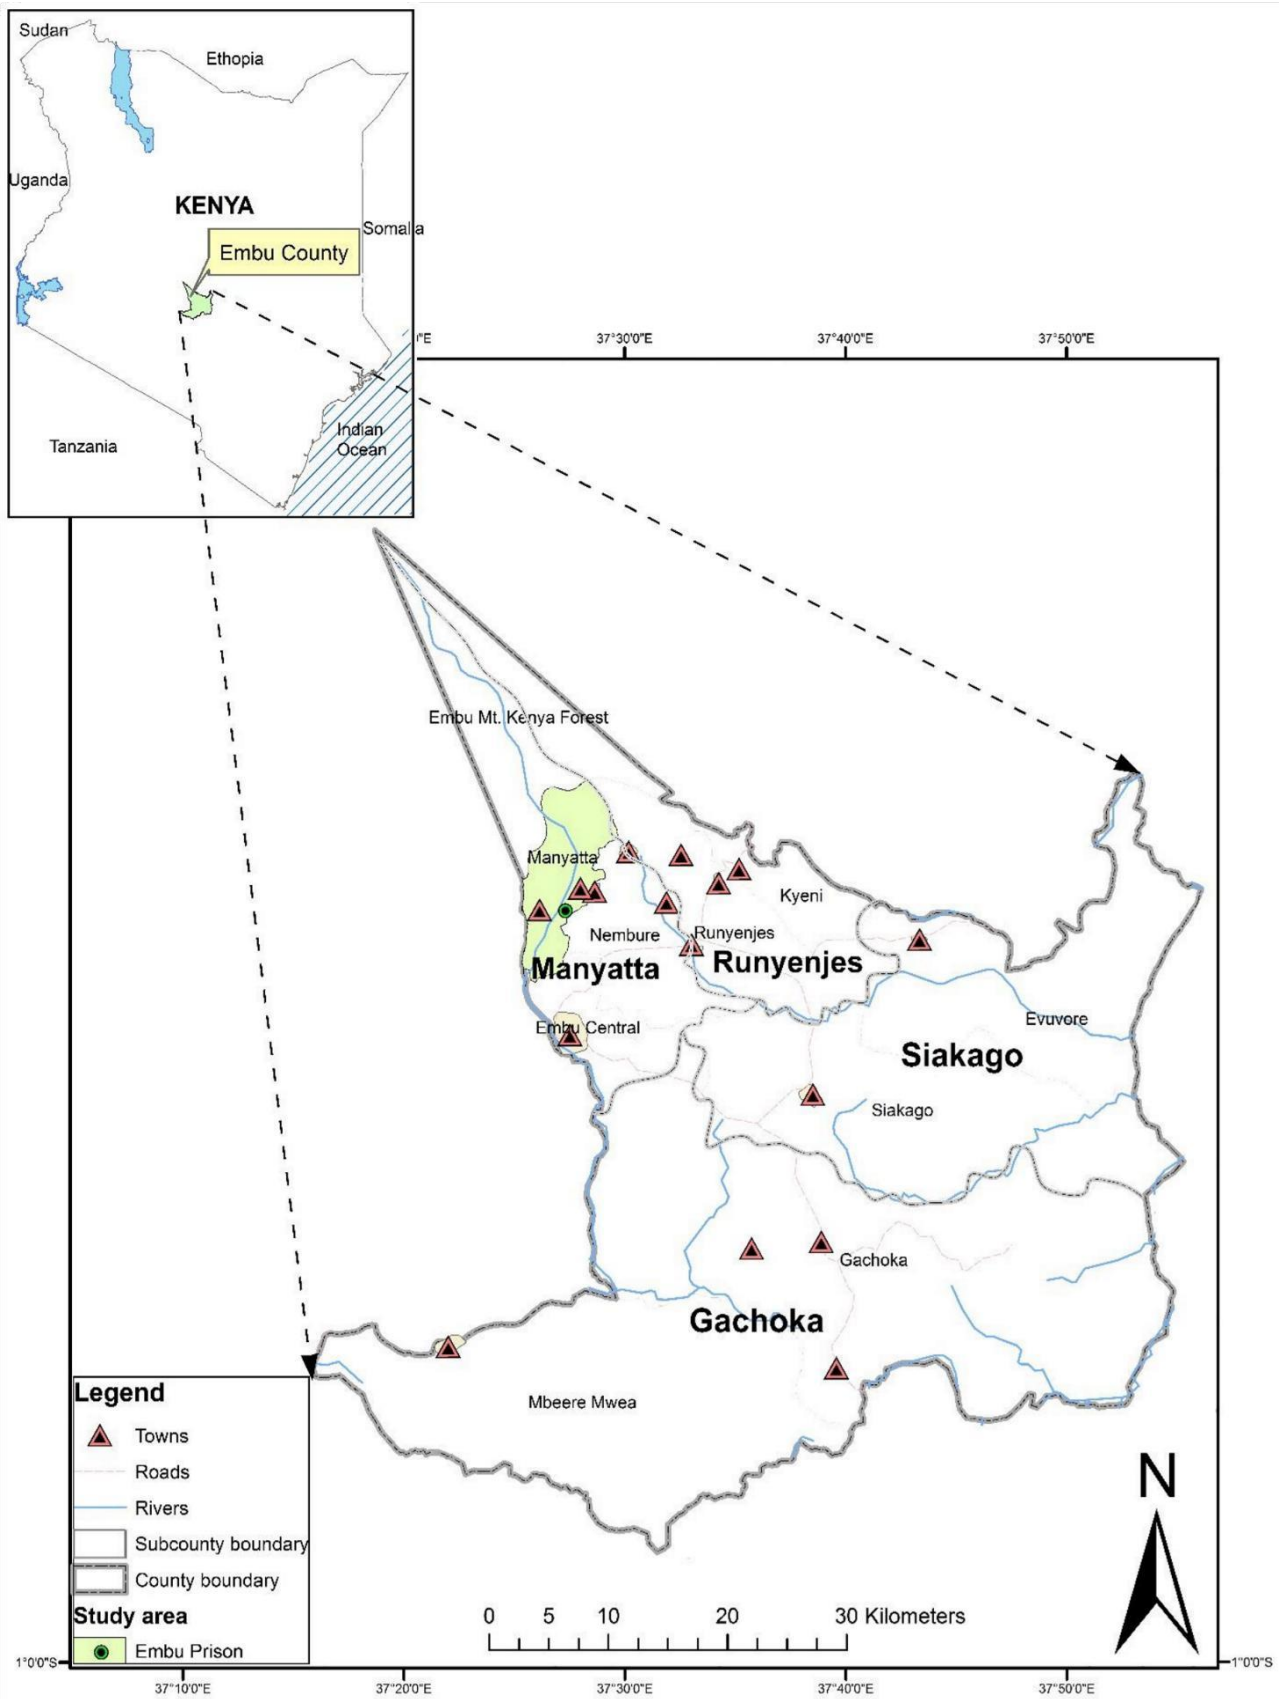 Sudan
Ethopia
Uganda
KENYA
Somalia
Embu County
Tanzania
Indian
Ocean
0"E
37°30'0"E
37°40'0"E
37°50'0"E
Embu Mt. Kenya Forest
Manyatta
Kyeni
Nembure
Runyenjes
Manyatta
Runyenjes
Embu Central
Evuvore
Siakago
Siakago
Gachoka
Gachoka
Mbeere Mwea
Legend
Towns
Roads
Rivers
Subcounty boundary
County boundary
Study area
Embu Prison
N
0 5 10 20 30 Kilometers
1°0'0"S
1°0'0"S
37°10'0"E
37°20'0"E
37°30'0"E
37°40'0"E
37°50'0"E